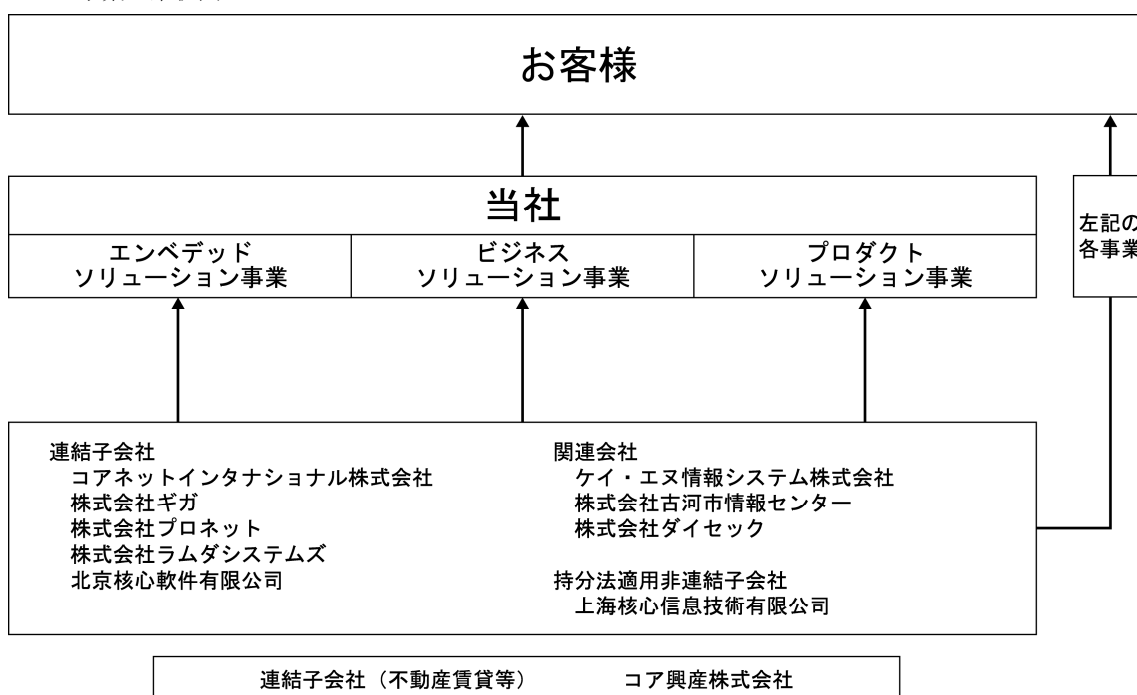 お客様
当社
エンベデッド
ソリューション事業
ビジネス
ソリューション事業
プロダクト
ソリューション事業
左記の
各事業
連結子会社
コアネットインタナショナル株式会社
株式会社ギガ
株式会社プロネット
株式会社ラムダシステムズ
北京核心軟件有限公司
関連会社
ケイ・エヌ情報システム株式会社
株式会社古河市情報センター
株式会社ダイセック
持分法適用非連結子会社
上海核心信息技術有限公司
連結子会社(不動産賃貸等) コア興産株式会社